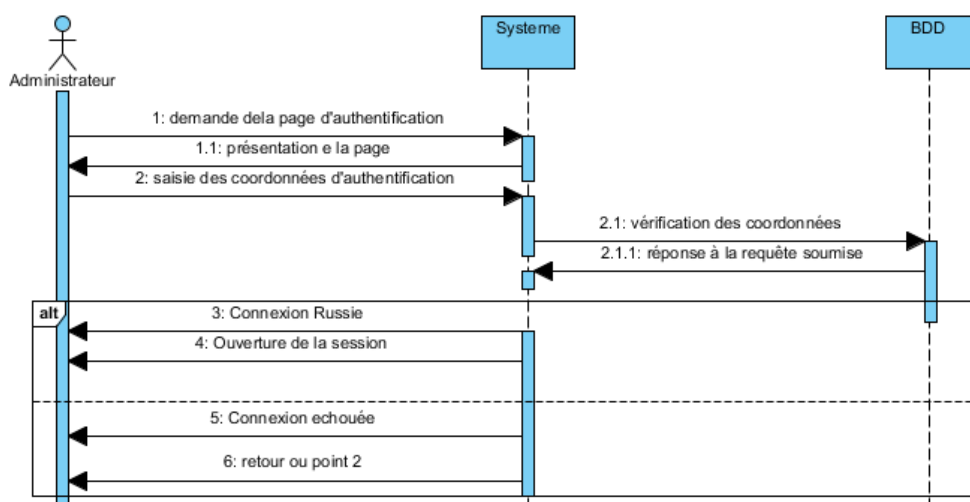 Systeme
BDD
Administrateur
1: demande dela page d'authentification
1.1: présentation e la page
2: saisie des coordonnées d'authentification
2.1: vérification des coordonnées
2.1.1: réponse à la requête soumise
alt
3: Connexion Russie
4: Ouverture de la session
5: Connexion echouée
6: retour ou point 2